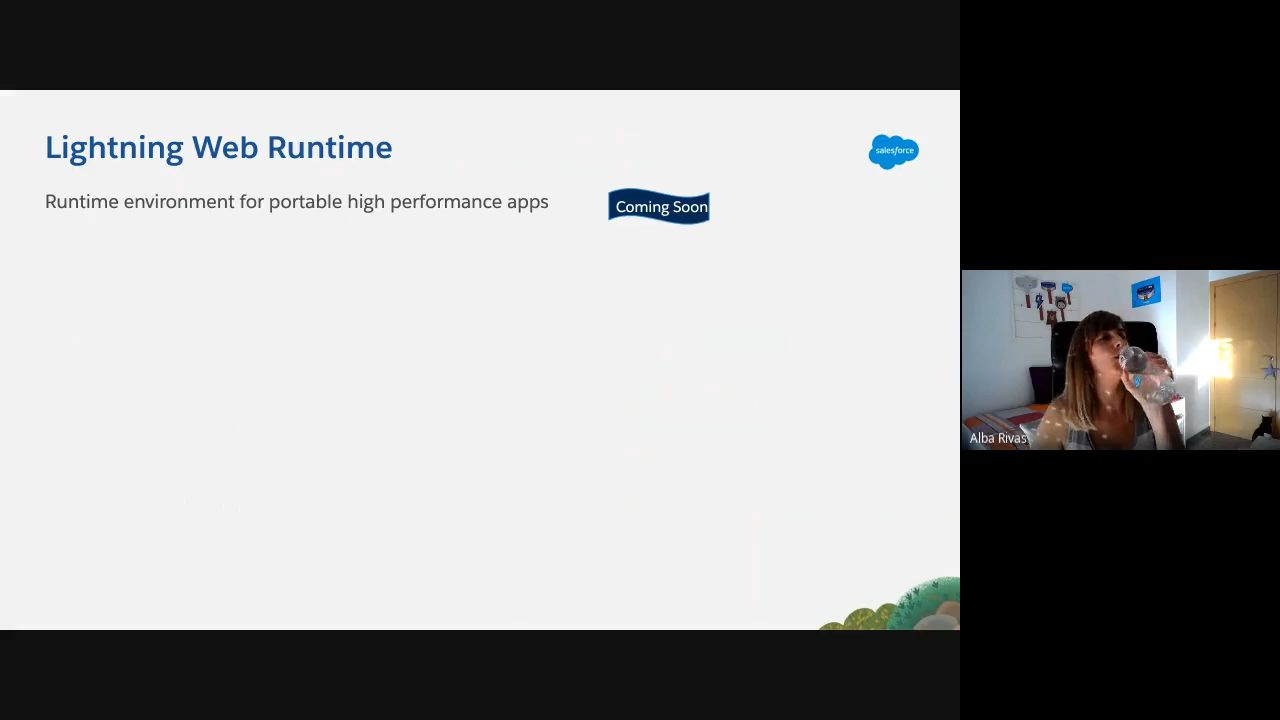 Lightning Web Runtime
salesforce
Runtime environment for portable high performance apps
Coming Soon
Alba Rivas